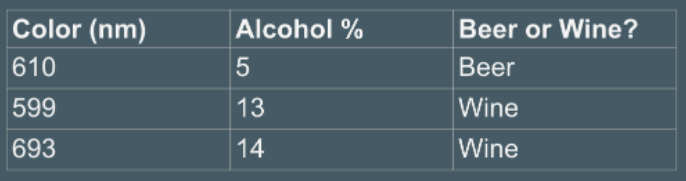 Color (nm) Alcohol % Beer or Wine?
610 5 Beer
599 13 Wine
693 14 Wine